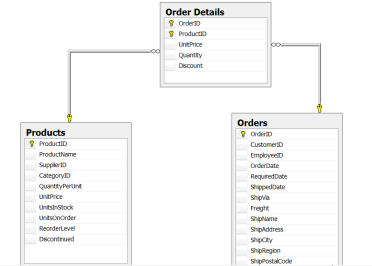 Order Details
OrderID
ProductID
UnitPrice
Quantity
Discount
Products
ProductID
ProductName
SupplierID
CategoryID
QuantityPerUnit
UnitPrice
UnitsInStock
UnitsOnOrder
ReorderLevel
Discontinued
Orders
OrderID
CustomerID
EmployeeID
OrderDate
RequiredDate
ShippedDate
ShipVia
Freight
ShipName
ShipAddress
ShipCity
ShipRegion
ShipPostalCode